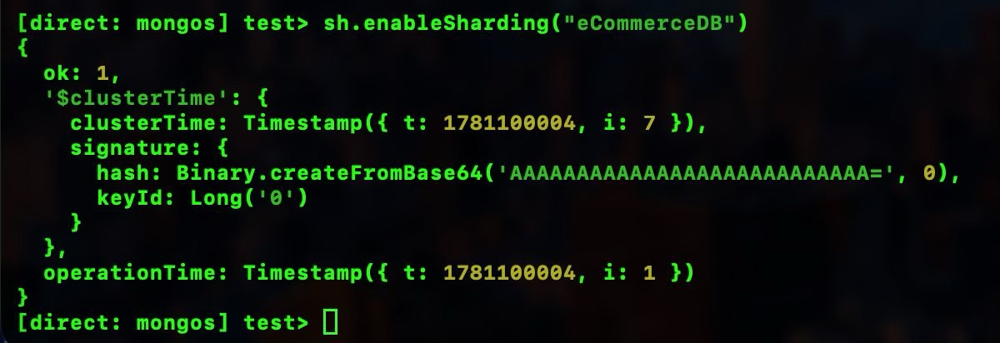 [direct: mongos] test> sh.enableSharding("eCommerceDB")
{
  ok: 1,
  '$clusterTime': {
    clusterTime: Timestamp({ t: 1781100004, i: 7 }),
    signature: {
      hash: Binary.createFromBase64('AAAAAAAAAAAAAAAAAAAAAAAAAAA=', 0),
      keyId: Long('0')
    }
  },
  operationTime: Timestamp({ t: 1781100004, i: 1 })
}
[direct: mongos] test>